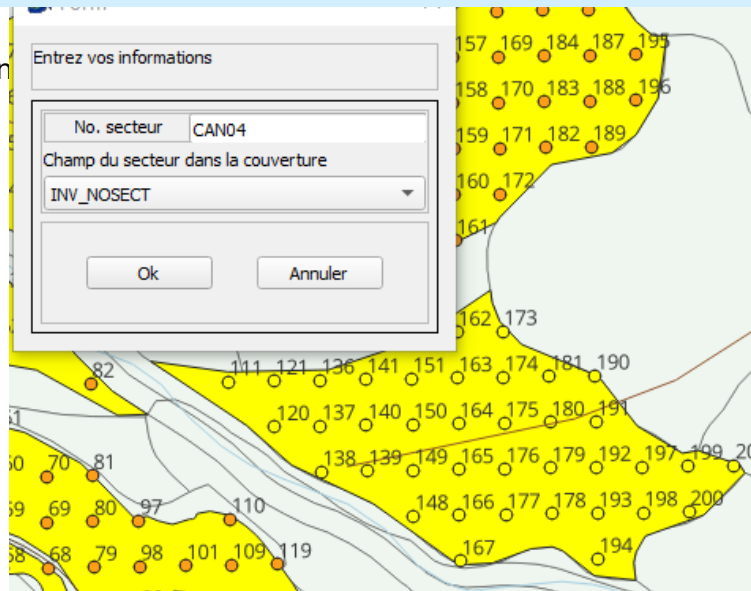 Entrez vos informations
No. secteur CAN04
Champ du secteur dans la couverture
INV_NOSECT
Ok Annuler
157 169 184 187 195
158 170 183 188 196
159 171 182 189
160 172
161
162 173
82 111 121 136 141 151 163 174 181 190
120 137 140 150 164 175 180 191
70 81 138 139 149 165 176 179 192 197 199
69 80 97 110 148 166 177 178 193 198 200
68 79 98 101 109 119 167 194